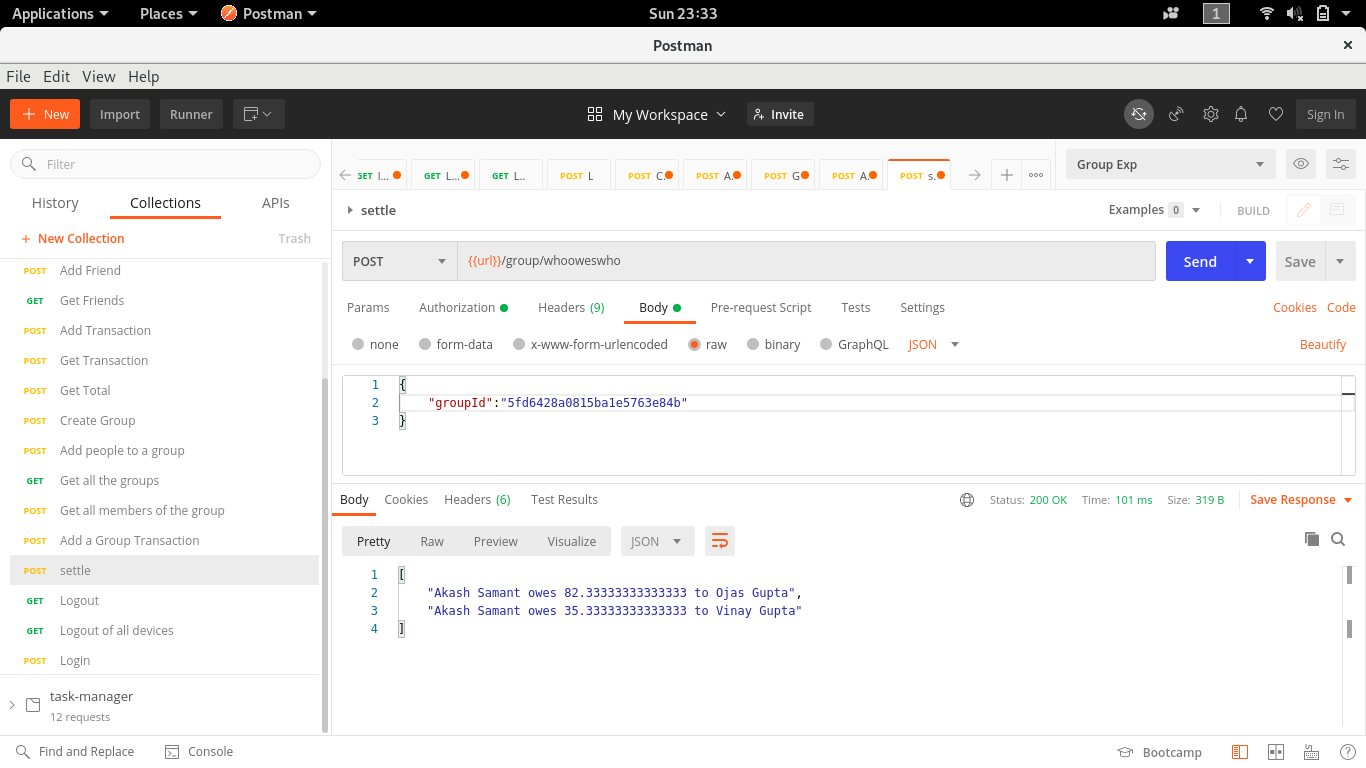 Applications Places Postman Sun 23:33 1
Postman
File Edit View Help
New Import Runner My Workspace Invite Sign In
Filter
History Collections APIs
New Collection Trash
POST Add Friend
GET Get Friends
POST Add Transaction
POST Get Transaction
POST Get Total
POST Create Group
POST Add people to a group
GET Get all the groups
POST Get all members of the group
POST Add a Group Transaction
POST settle
GET Logout
GET Logout of all devices
POST Login
task-manager
12 requests
GET I... GET L... GET L.. POST L POST C. POST A. POST G POST A. POST s.
Group Exp
settle Examples 0 BUILD
POST {{url}}/group/whooweswho Send Save
Params Authorization Headers (9) Body Pre-request Script Tests Settings Cookies Code
none form-data x-www-form-urlencoded raw binary GraphQL JSON Beautify
1 {
2 "groupId":"5fd6428a0815ba1e5763e84b"
3 }
Body Cookies Headers (6) Test Results Status: 200 OK Time: 101 ms Size: 319 B Save Response
Pretty Raw Preview Visualize JSON
1 [
2 "Akash Samant owes 82.33333333333333 to Ojas Gupta",
3 "Akash Samant owes 35.33333333333333 to Vinay Gupta"
4 ]
Find and Replace Console Bootcamp